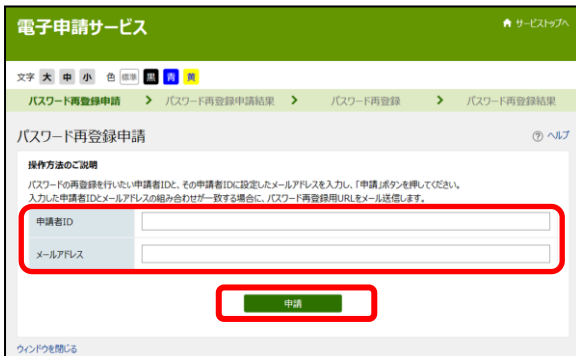 電子申請サービス
サービストップへ
文字 大 中 小 色 標準 黒 青 黄
パスワード再登録申請 > パスワード再登録申請結果 > パスワード再登録 > パスワード再登録結果
パスワード再登録申請
? ヘルプ
操作方法のご説明
パスワードの再登録を行いたい申請者IDと、その申請者IDに設定したメールアドレスを入力し、「申請」ボタンを押してください。
入力した申請者IDとメールアドレスの組み合わせが一致する場合に、パスワード再登録用URLをメール送信します。
申請者ID
メールアドレス
申請
ウィンドウを閉じる